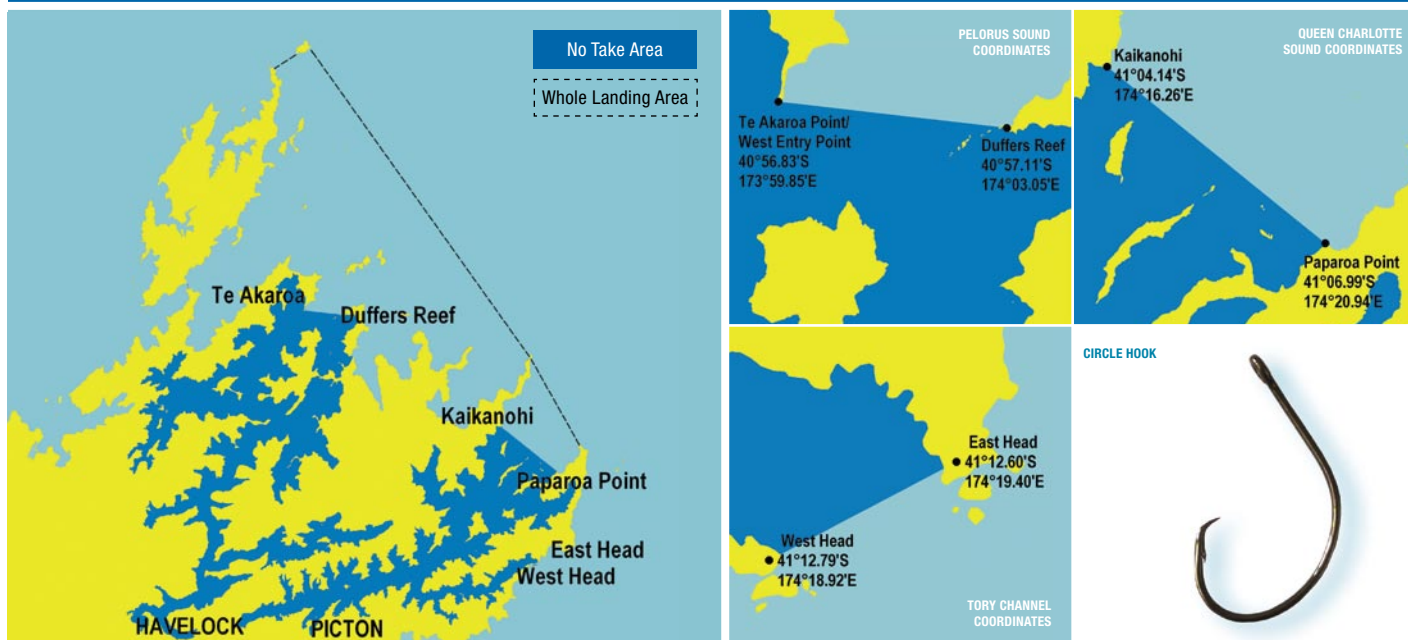 No Take Area
Whole Landing Area
Te Akaroa
Duffers Reef
Kaikanohi
Paparoa Point
East Head
West Head
HAVELOCK
PICTON
PELORUS SOUND
COORDINATES
Te Akaroa Point/
West Entry Point
40°56.83'S
173°59.85'E
Duffers Reef
40°57.11'S
174°03.05'E
QUEEN CHARLOTTE
SOUND COORDINATES
Kaikanohi
41°04.14'S
174°16.26'E
Paparoa Point
41°06.99'S
174°20.94'E
East Head
41°12.60'S
174°19.40'E
West Head
41°12.79'S
174°18.92'E
TORY CHANNEL
COORDINATES
CIRCLE HOOK